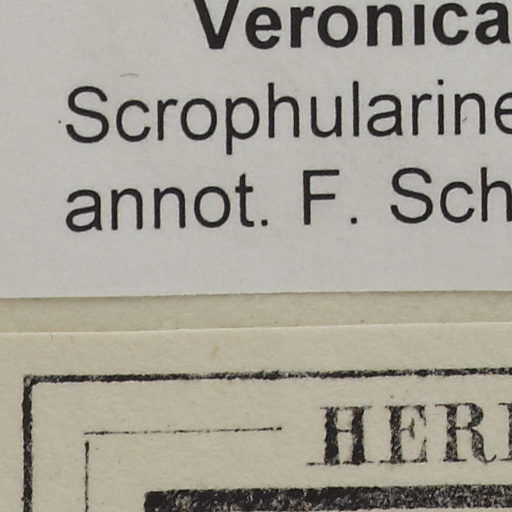 Veronica
Scrophularine
annot. F. Sch
HER